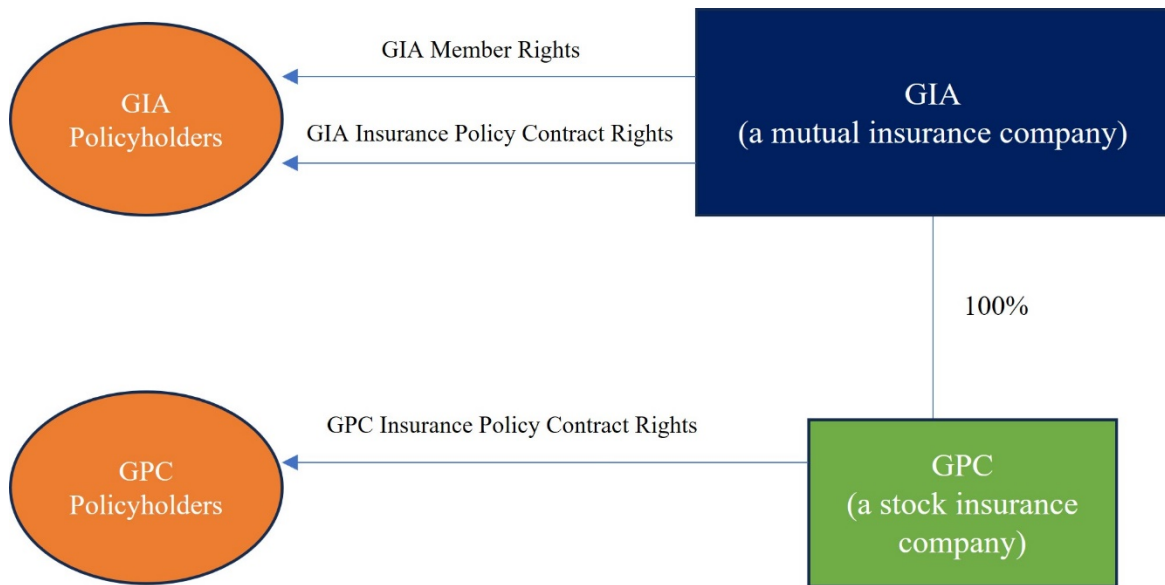 GIA Member Rights
GIA
Policyholders
GIA
(a mutual insurance company)
GIA Insurance Policy Contract Rights
100%
GPC Insurance Policy Contract Rights
GPC
Policyholders
GPC
(a stock insurance
company)